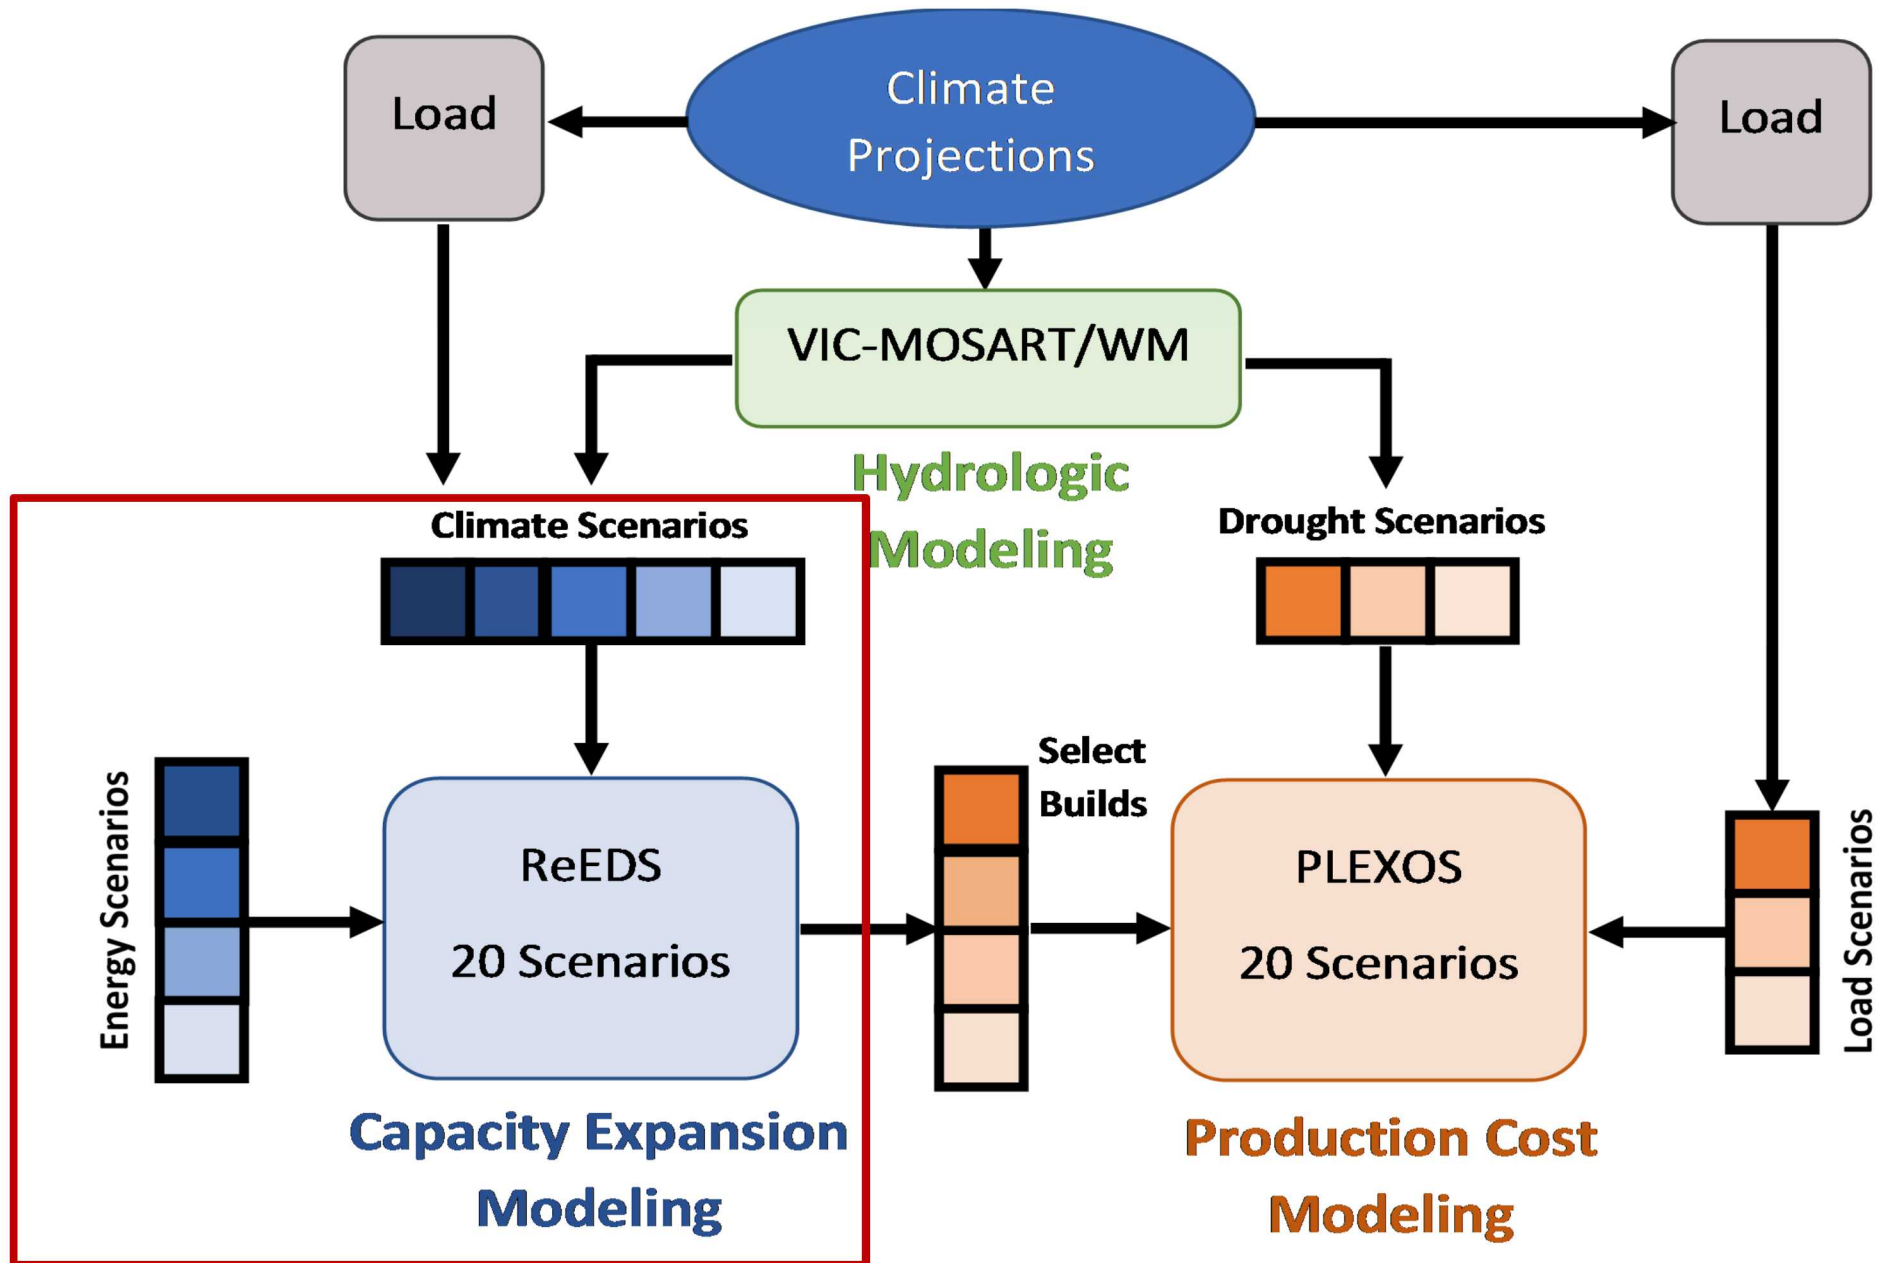 Load
Climate
Projections
Load
VIC-MOSART/WM
Hydrologic
Modeling
Climate Scenarios
Drought Scenarios
Energy Scenarios
ReEDS
20 Scenarios
Select
Builds
PLEXOS
20 Scenarios
Load Scenarios
Capacity Expansion
Modeling
Production Cost
Modeling